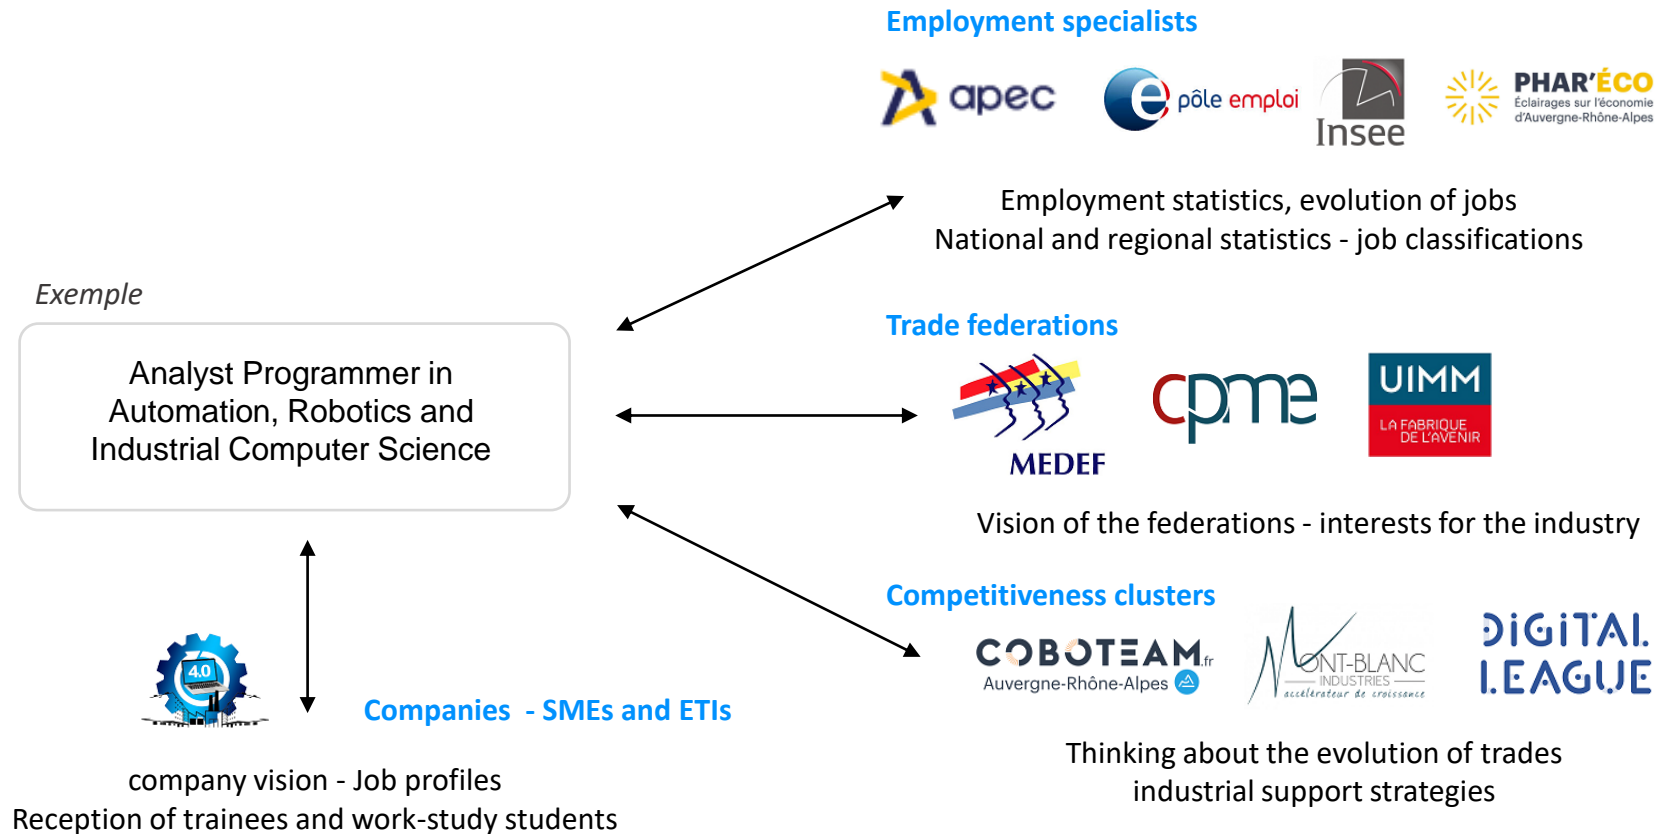 Employment specialists
apec
pôle emploi
Insee
PHAR'ÉCO
Éclairages sur l'économie
d'Auvergne-Rhône-Alpes
Employment statistics, evolution of jobs
National and regional statistics - job classifications
Exemple
Analyst Programmer in
Automation, Robotics and
Industrial Computer Science
Trade federations
MEDEF
cpme
UIMM
LA FABRIQUE
DE L'AVENIR
Vision of the federations - interests for the industry
Competitiveness clusters
COBOTEAM.fr
Auvergne-Rhône-Alpes
MONT-BLANC
INDUSTRIES
accélérateur de croissance
DiGiTAL
LEAGUE
Thinking about the evolution of trades
industrial support strategies
4.0
Companies - SMEs and ETIs
company vision - Job profiles
Reception of trainees and work-study students